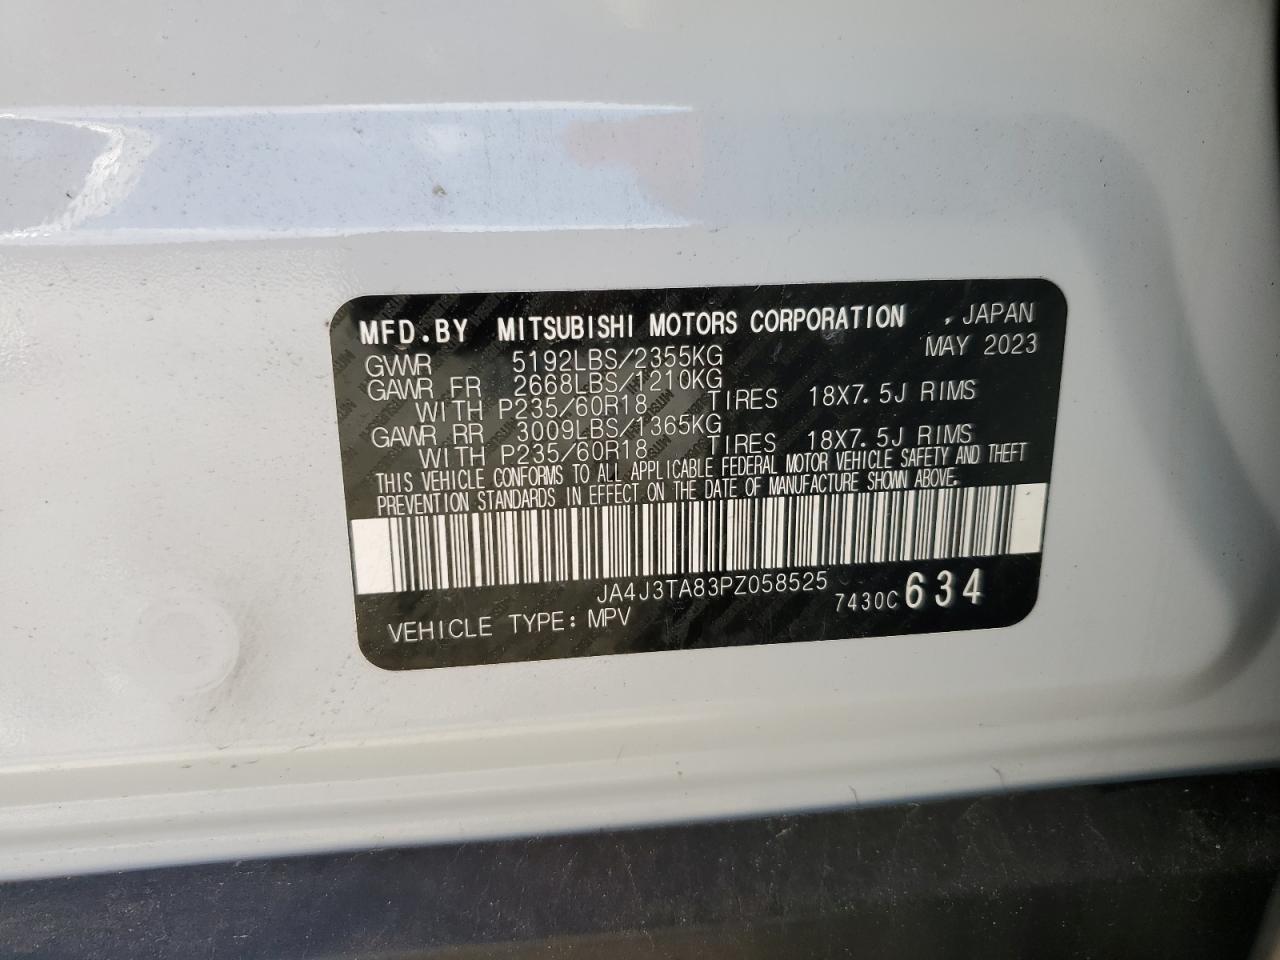 MFD.BY MITSUBISHI MOTORS CORPORATION , JAPAN
GVWR 5192LBS/2355KG MAY 2023
GAWR FR 2668LBS/1210KG
WITH P235/60R18 TIRES 18X7.5J RIMS
GAWR RR 3009LBS/1365KG
WITH P235/60R18 TIRES 18X7.5J RIMS
THIS VEHICLE CONFORMS TO ALL APPLICABLE FEDERAL MOTOR VEHICLE SAFETY AND THEFT
PREVENTION STANDARDS IN EFFECT ON THE DATE OF MANUFACTURE SHOWN ABOVE.
JA4J3TA83PZ058525
7430C 634
VEHICLE TYPE: MPV